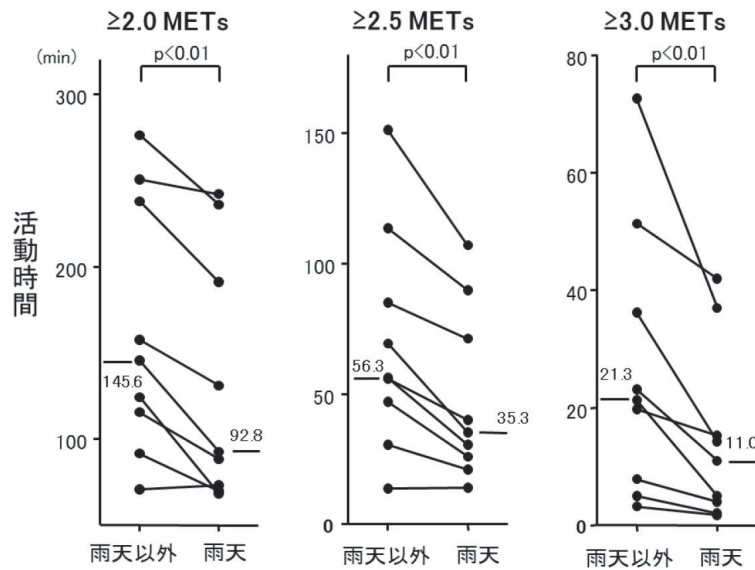 ≥2.0 METs
(min)
p<0.01
300
200
100
活動時間
145.6
92.8
雨天以外
雨天
≥2.5 METs
p<0.01
150
100
50
0
56.3
35.3
雨天以外
雨天
≥3.0 METs
p<0.01
80
60
40
20
0
21.3
11.0
雨天以外
雨天